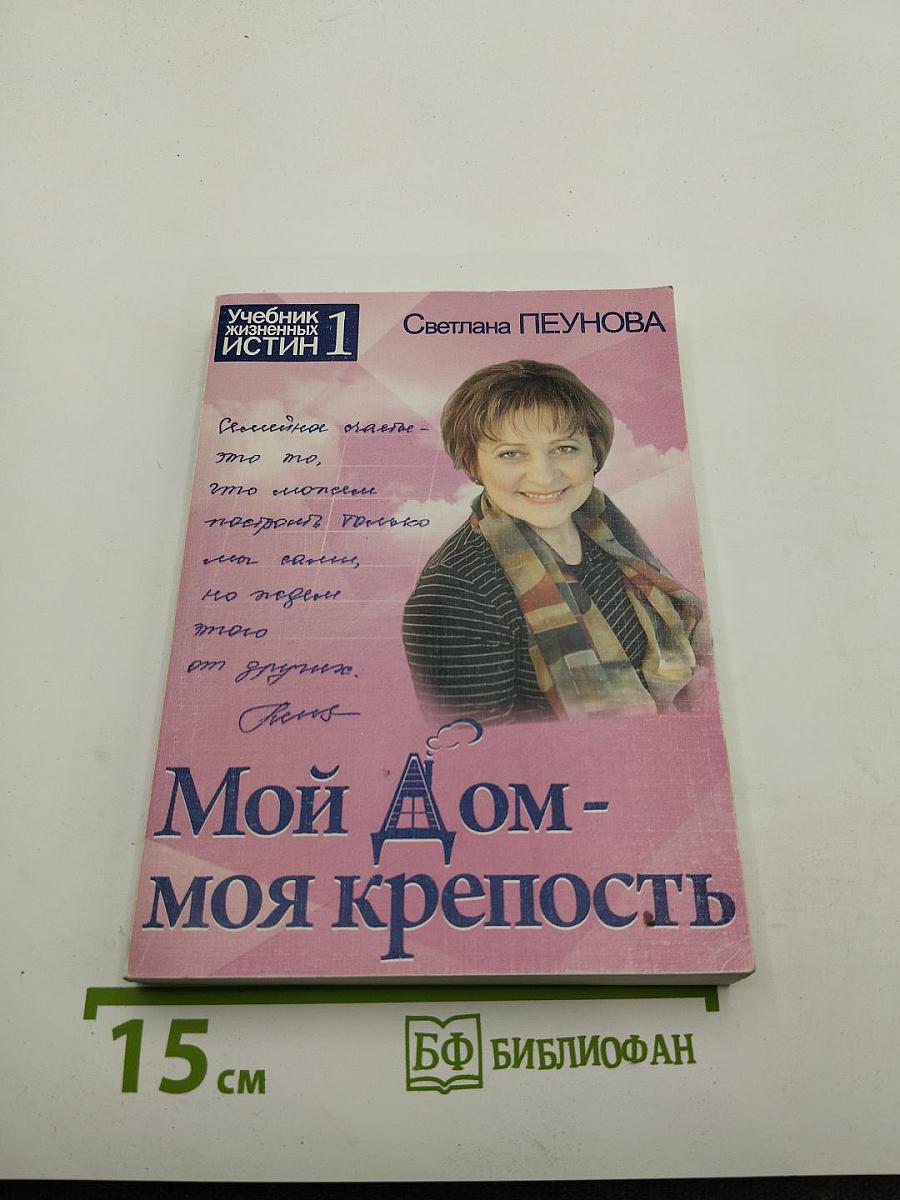 Учебник
жизненных
ИСТИН 1
Светлана ПЕУНОВА
Семейное счастье -
это то,
что можем
построить только
мы сами,
но ждем
этого
от других.
Мой Дом -
моя крепость
15 см
БФ БИБЛИОФАН